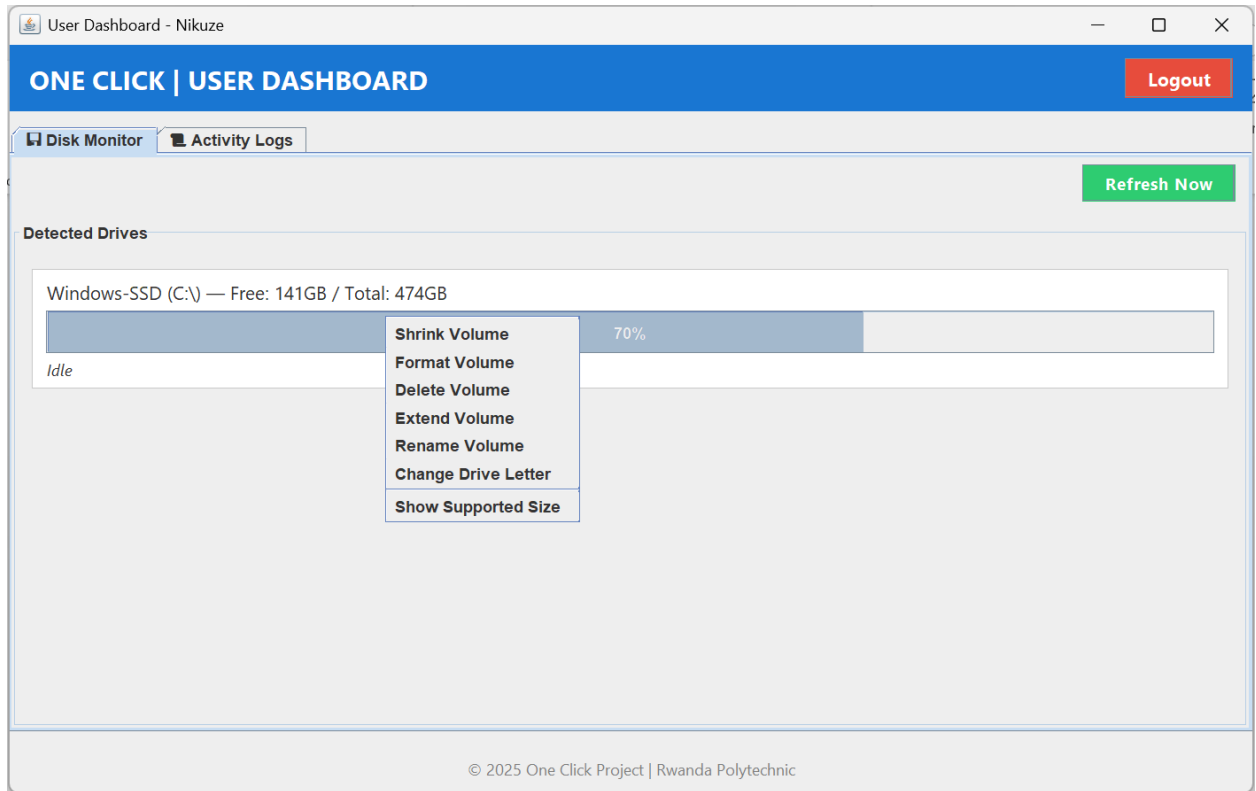 User Dashboard - Nikuze
ONE CLICK | USER DASHBOARD
Logout
Disk Monitor
Activity Logs
Refresh Now
Detected Drives
Windows-SSD (C:\) — Free: 141GB / Total: 474GB
70%
Idle
Shrink Volume
Format Volume
Delete Volume
Extend Volume
Rename Volume
Change Drive Letter
Show Supported Size
© 2025 One Click Project | Rwanda Polytechnic